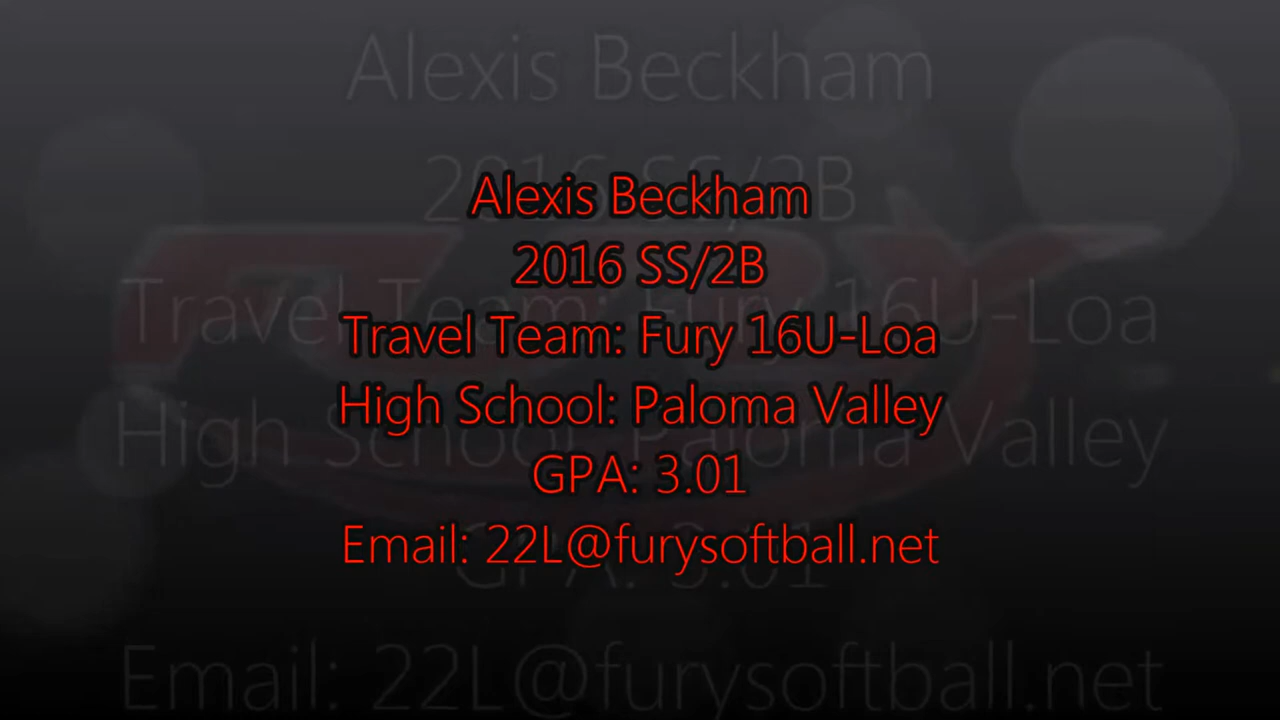 Alexis Beckham
2016 SS/2B
Travel Team: Fury 16U-Loa
High School: Paloma Valley
GPA: 3.01
Email: 22L@furysoftball.net